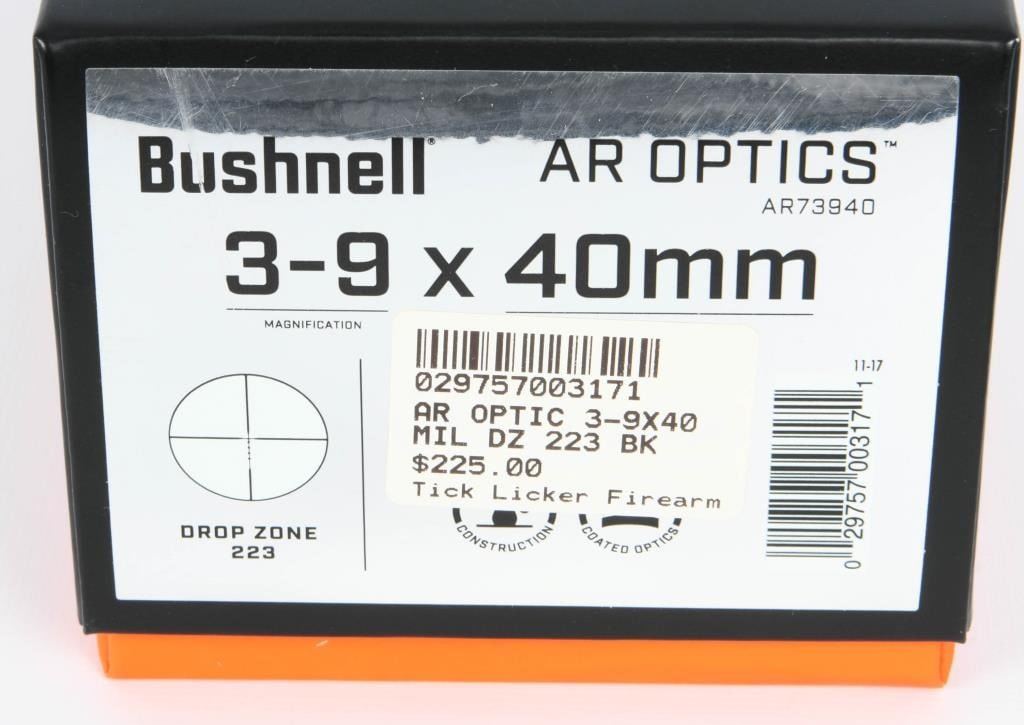 Bushnell®
AR OPTICS™
AR73940
3-9 x 40mm
MAGNIFICATION
029757003171
AR OPTIC 3-9X40
MIL DZ 223 BK
$225.00
Tick Licker Firearm
11-17
0 29757 00317 1
DROP ZONE
223
CONSTRUCTION
COATED OPTICS